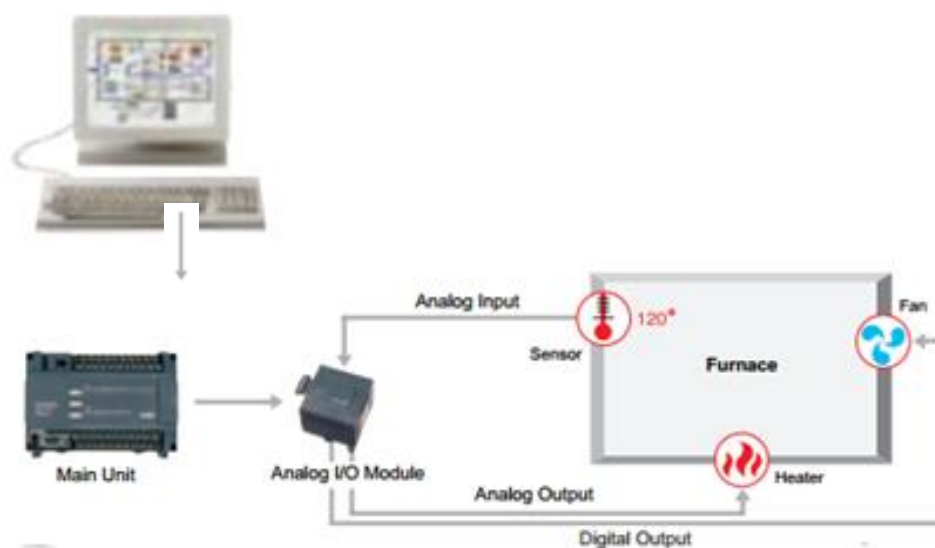 Analog Input
Fan
120°
Sensor
Furnace
Main Unit
Analog I/O Module
Heater
Analog Output
Digital Output